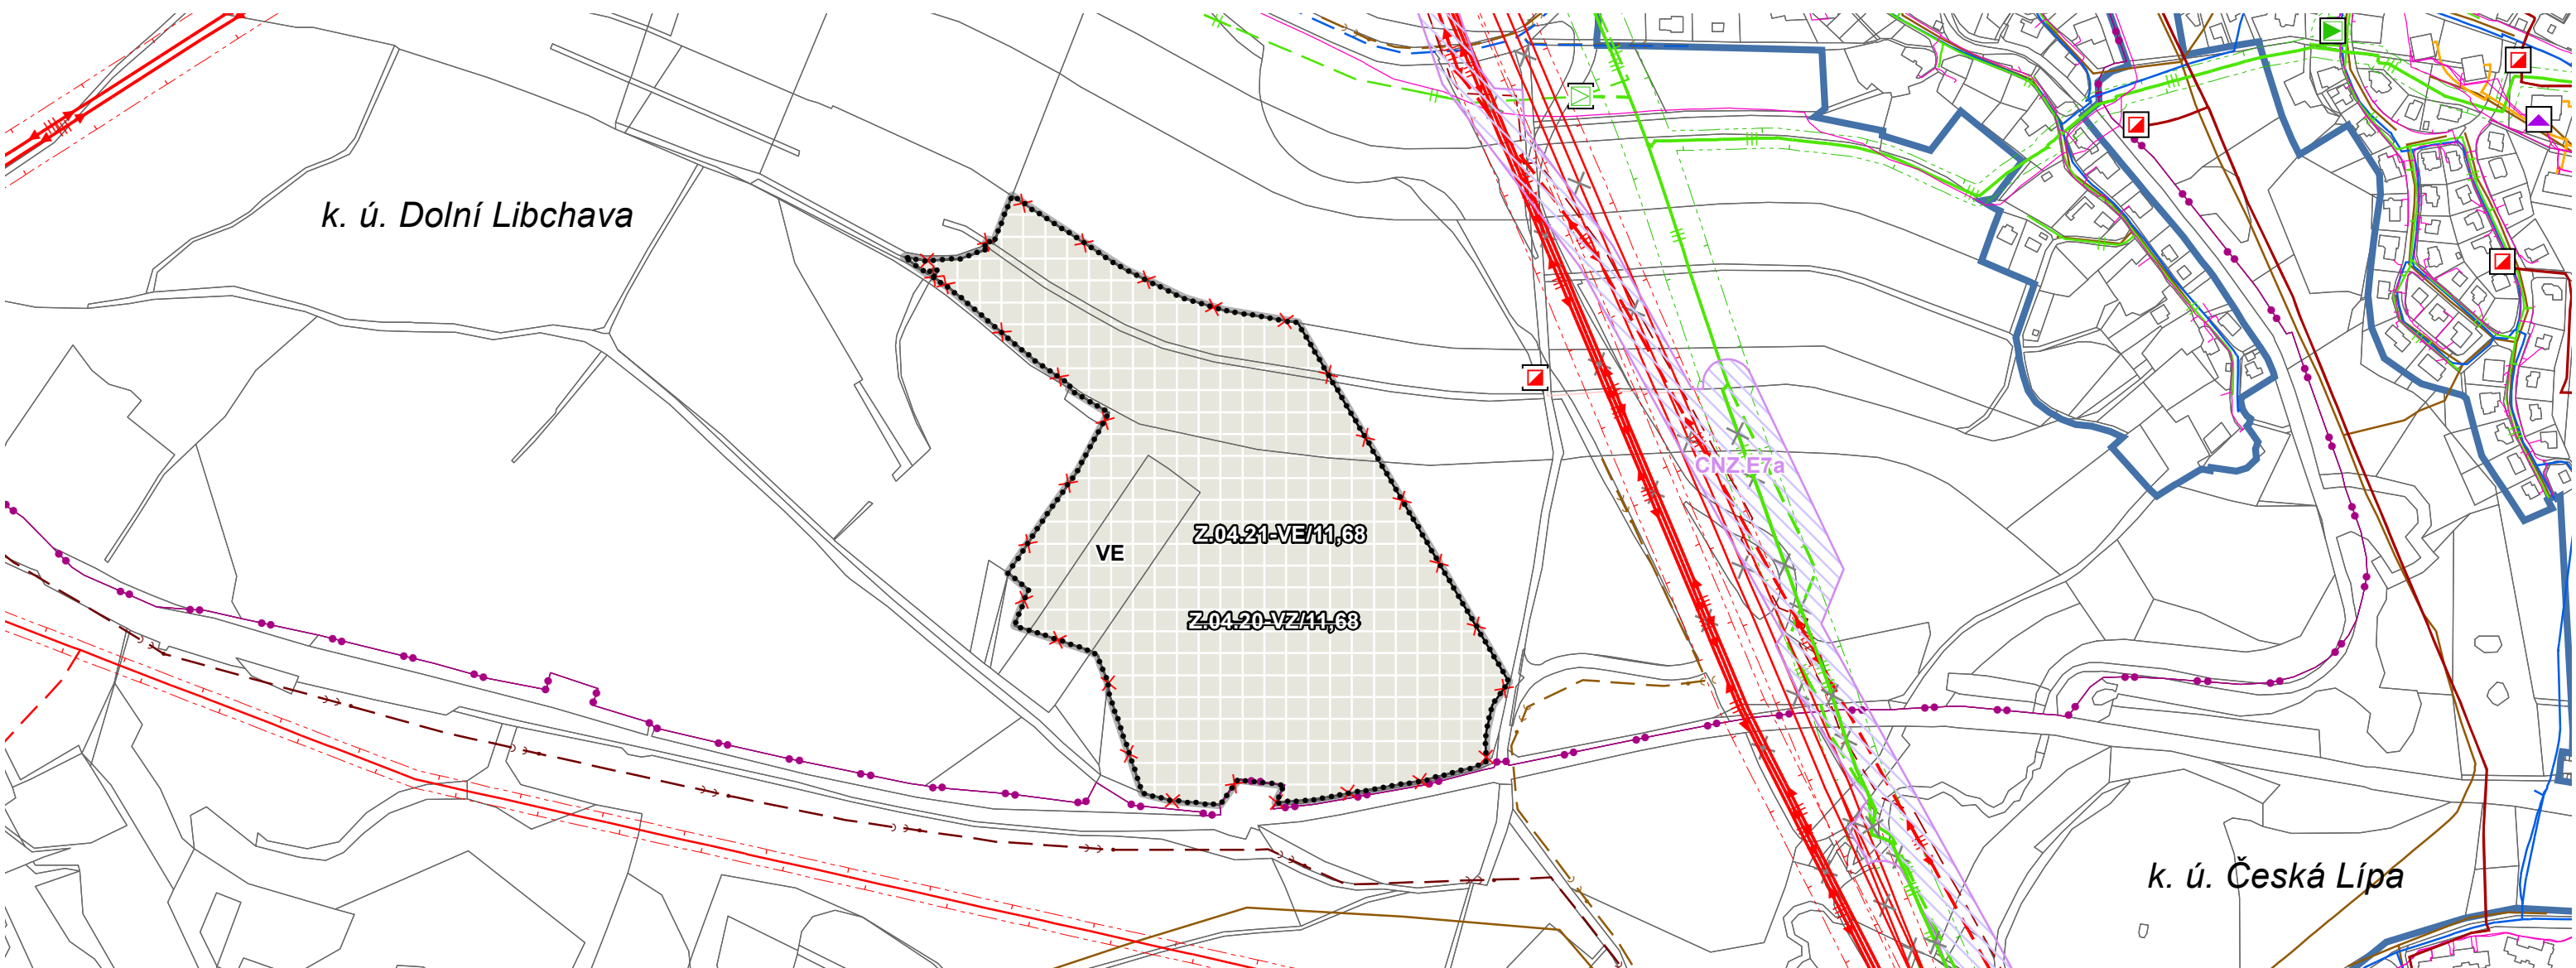 k. ú. Dolní Libchava
CNZ.E7a
Z.04.21-VE/11,68
VE
Z.04.20-VZ/11,68
k. ú. Česká Lípa